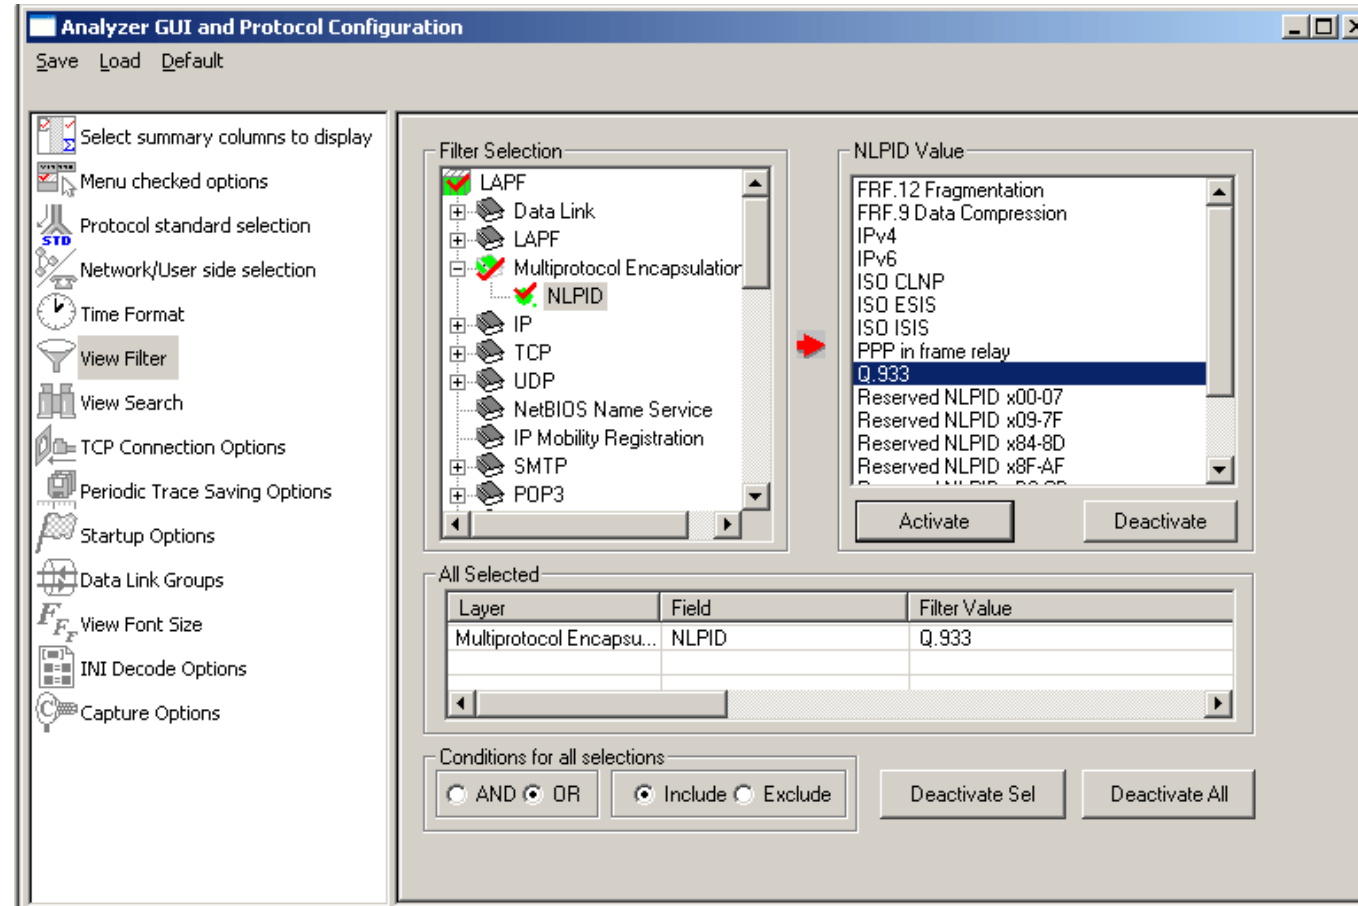 Analyzer GUI and Protocol Configuration
Save Load Default
Select summary columns to display
Menu checked options
Protocol standard selection
Network/User side selection
Time Format
View Filter
View Search
TCP Connection Options
Periodic Trace Saving Options
Startup Options
Data Link Groups
View Font Size
INI Decode Options
Capture Options
Filter Selection
LAPF
Data Link
LAPF
Multiprotocol Encapsulation
NLPID
IP
TCP
UDP
NetBIOS Name Service
IP Mobility Registration
SMTP
POP3
NLPID Value
FRF.12 Fragmentation
FRF.9 Data Compression
IPv4
IPv6
ISO CLNP
ISO ESIS
ISO ISIS
PPP in frame relay
Q.933
Reserved NLPID x00-07
Reserved NLPID x09-7F
Reserved NLPID x84-8D
Reserved NLPID x8F-AF
Activate Deactivate
All Selected
Layer Field Filter Value
Multiprotocol Encapsu... NLPID Q.933
Conditions for all selections
AND OR Include Exclude
Deactivate Sel Deactivate All